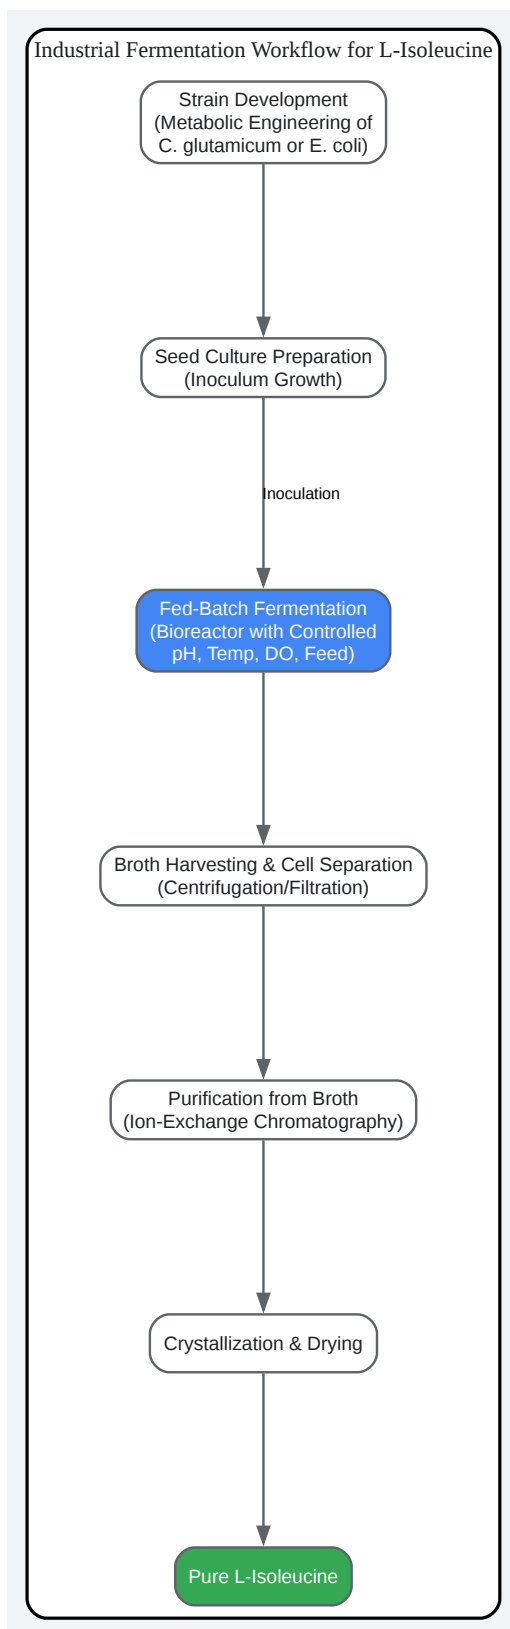 Industrial Fermentation Workflow for L-Isoleucine
Strain Development
(Metabolic Engineering of
C. glutamicum or E. coli)
Seed Culture Preparation
(Inoculum Growth)
Inoculation
Fed-Batch Fermentation
(Bioreactor with Controlled
pH, Temp, DO, Feed)
Broth Harvesting & Cell Separation
(Centrifugation/Filtration)
Purification from Broth
(Ion-Exchange Chromatography)
Crystallization & Drying
Pure L-Isoleucine